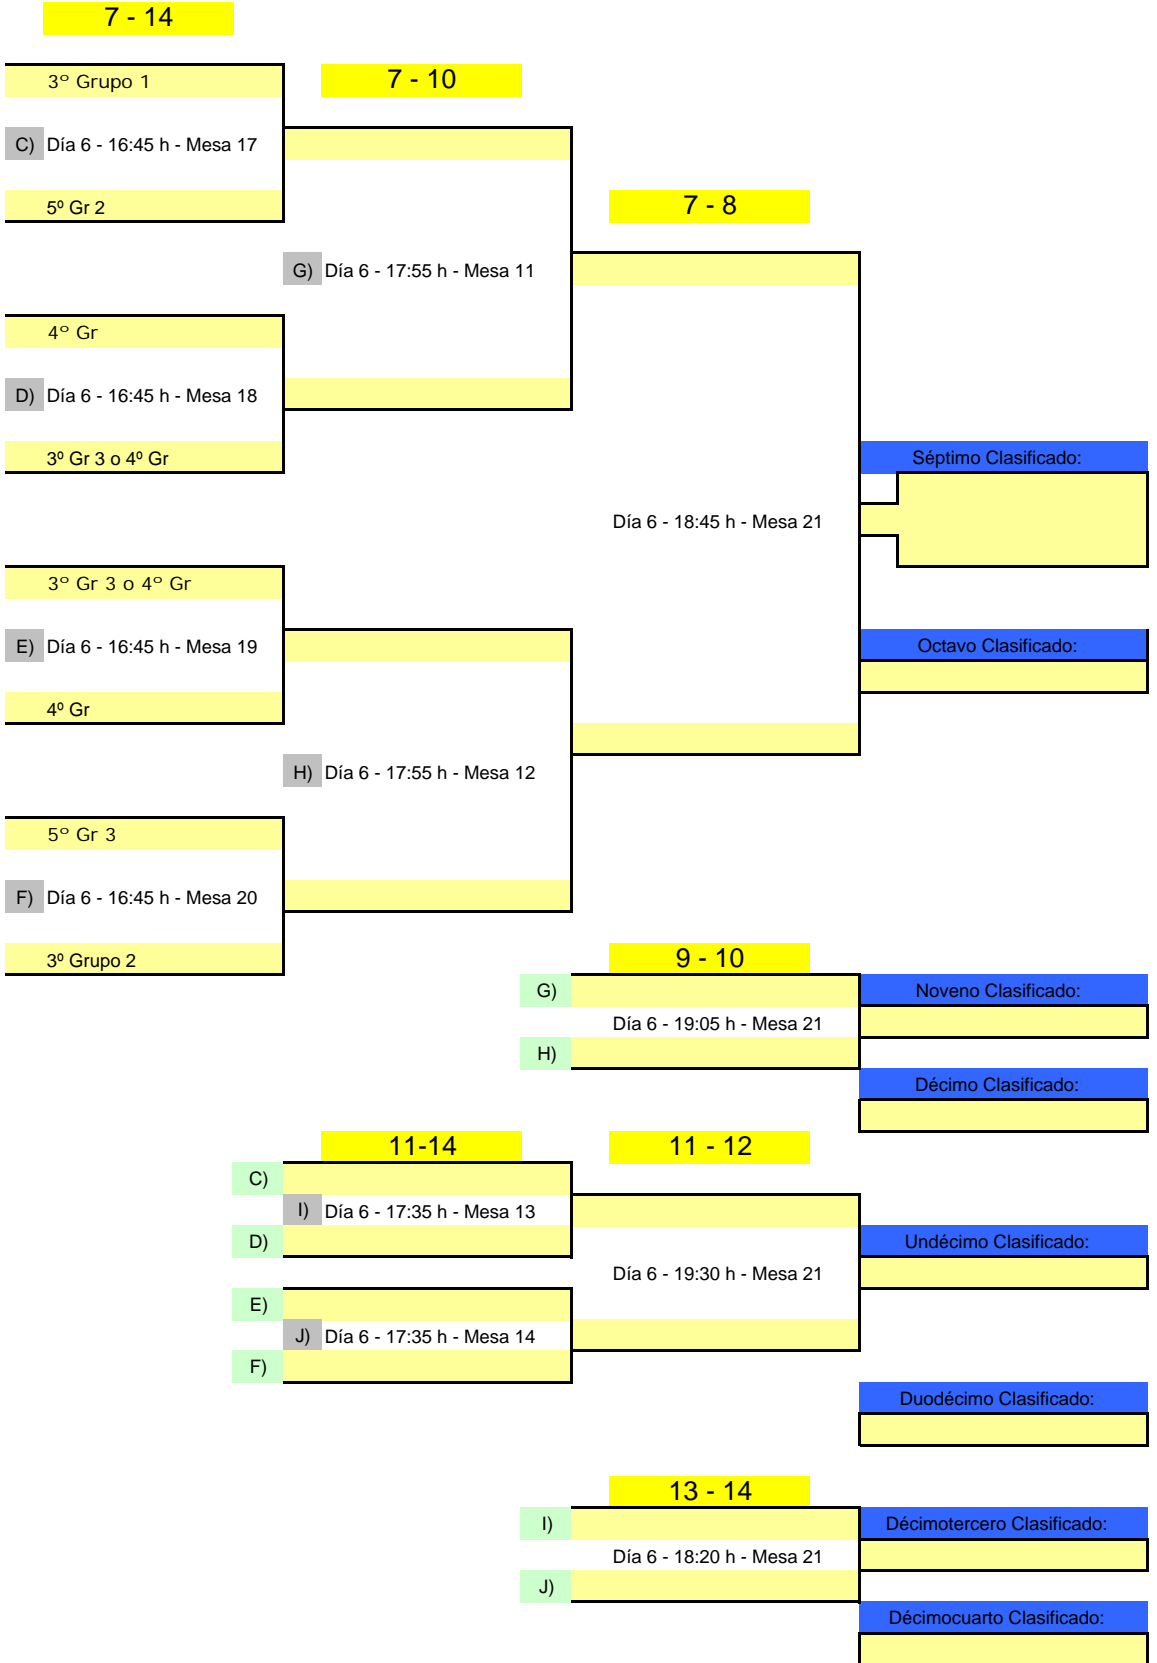 7 - 14
3º Grupo 1
7 - 10
C) Día 6 - 16:45 h - Mesa 17
5º Gr 2
7 - 8
G) Día 6 - 17:55 h - Mesa 11
4º Gr
D) Día 6 - 16:45 h - Mesa 18
3º Gr 3 o 4º Gr
Séptimo Clasificado:
Día 6 - 18:45 h - Mesa 21
3º Gr 3 o 4º Gr
E) Día 6 - 16:45 h - Mesa 19
Octavo Clasificado:
4º Gr
H) Día 6 - 17:55 h - Mesa 12
5º Gr 3
F) Día 6 - 16:45 h - Mesa 20
3º Grupo 2
9 - 10
G)
Noveno Clasificado:
Día 6 - 19:05 h - Mesa 21
H)
Décimo Clasificado:
11-14
11 - 12
C)
I) Día 6 - 17:35 h - Mesa 13
D)
Undécimo Clasificado:
Día 6 - 19:30 h - Mesa 21
E)
J) Día 6 - 17:35 h - Mesa 14
F)
Duodécimo Clasificado:
13 - 14
I)
Décimotercero Clasificado:
Día 6 - 18:20 h - Mesa 21
J)
Décimocuarto Clasificado: